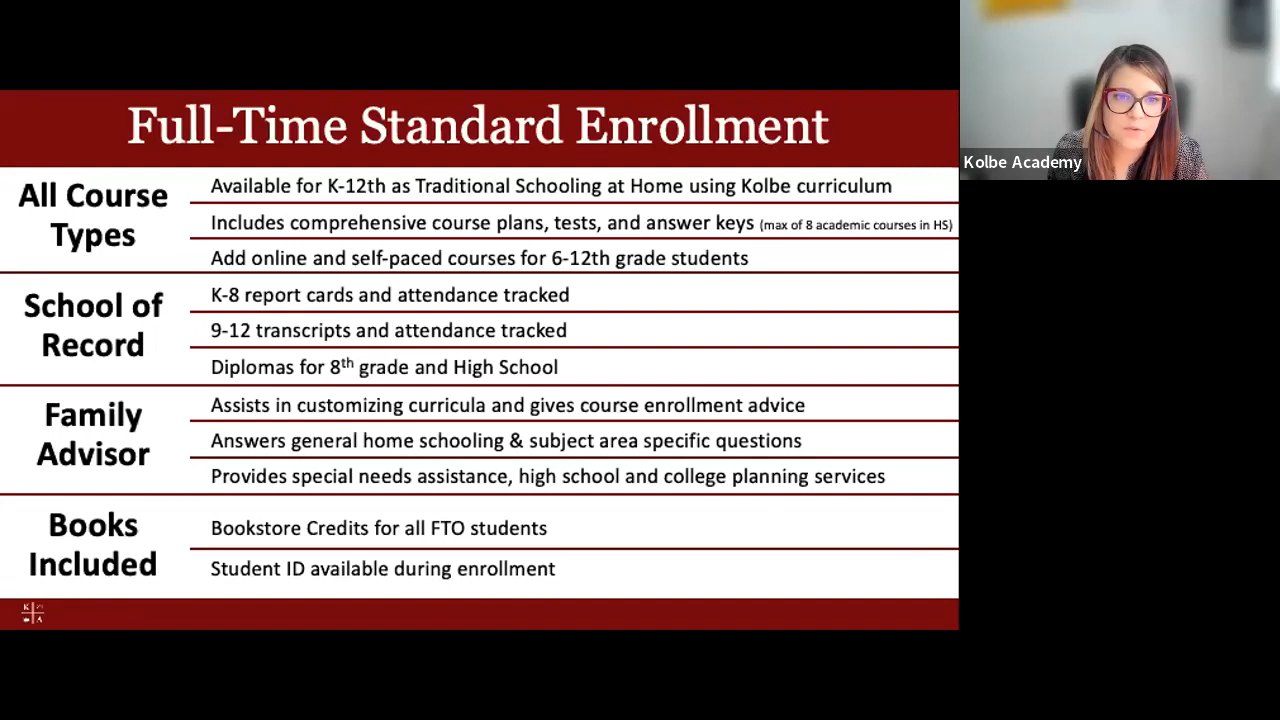 Full-Time Standard Enrollment
All Course
Types
Available for K-12th as Traditional Schooling at Home using Kolbe curriculum
Includes comprehensive course plans, tests, and answer keys (max of 8 academic courses in HS)
Add online and self-paced courses for 6-12th grade students
School of
Record
K-8 report cards and attendance tracked
9-12 transcripts and attendance tracked
Diplomas for 8th grade and High School
Family
Advisor
Assists in customizing curricula and gives course enrollment advice
Answers general home schooling & subject area specific questions
Provides special needs assistance, high school and college planning services
Books
Included
Bookstore Credits for all FTO students
Student ID available during enrollment
K
A
Kolbe Academy